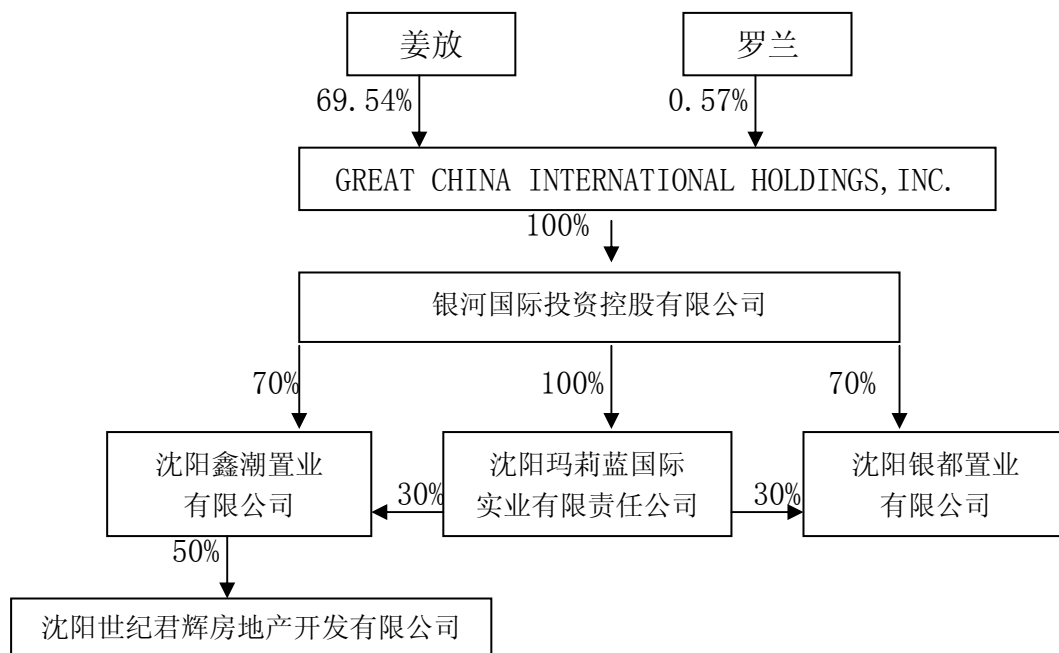 姜放
罗兰
69.54%
0.57%
GREAT CHINA INTERNATIONAL HOLDINGS,INC.
100%
银河国际投资控股有限公司
70%
100%
70%
沈阳鑫潮置业
有限公司
30%
沈阳玛莉蓝国际
实业有限责任公司
30%
沈阳银都置业
有限公司
50%
沈阳世纪君辉房地产开发有限公司